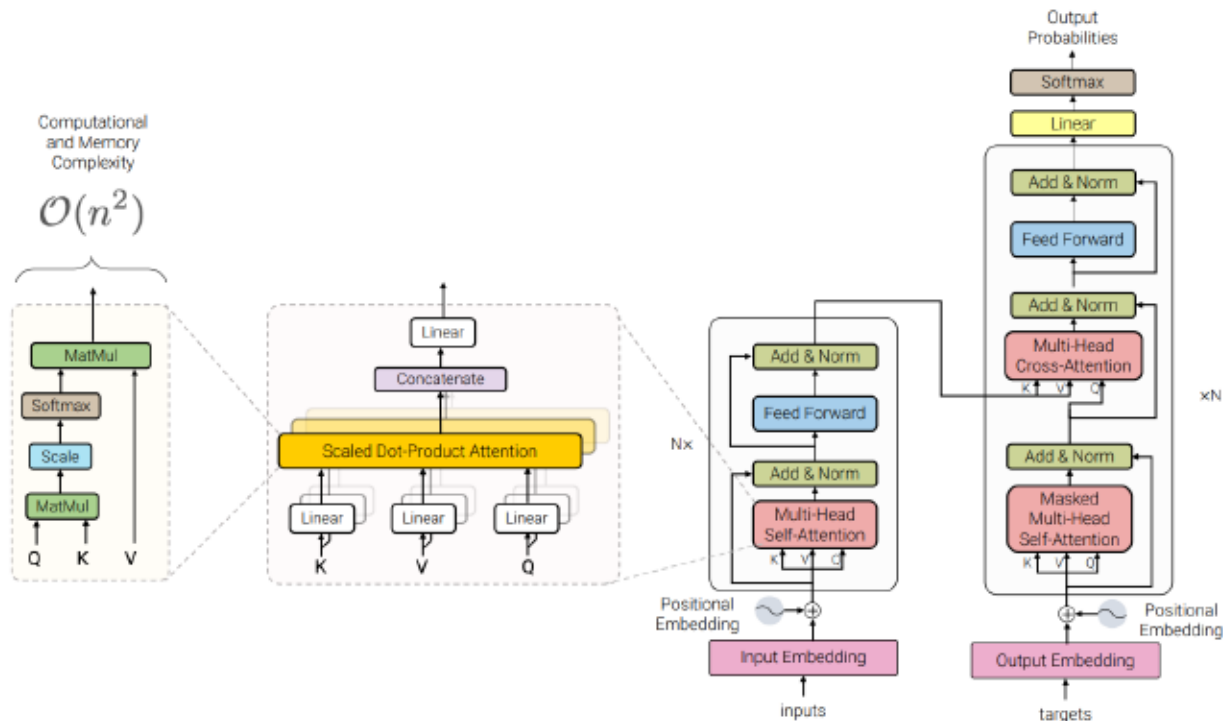 Computational
and Memory
Complexity
O(n²)
MatMul
Softmax
Scale
MatMul
Q K V
Linear
Concatenate
Scaled Dot-Product Attention
Linear Linear Linear
K V Q
Nx
Add & Norm
Feed Forward
Add & Norm
Multi-Head
Self-Attention
K V Q
Positional
Embedding
Input Embedding
inputs
Output
Probabilities
Softmax
Linear
Add & Norm
Feed Forward
Add & Norm
Multi-Head
Cross-Attention
K V Q
xN
Add & Norm
Masked
Multi-Head
Self-Attention
K V Q
Positional
Embedding
Output Embedding
targets